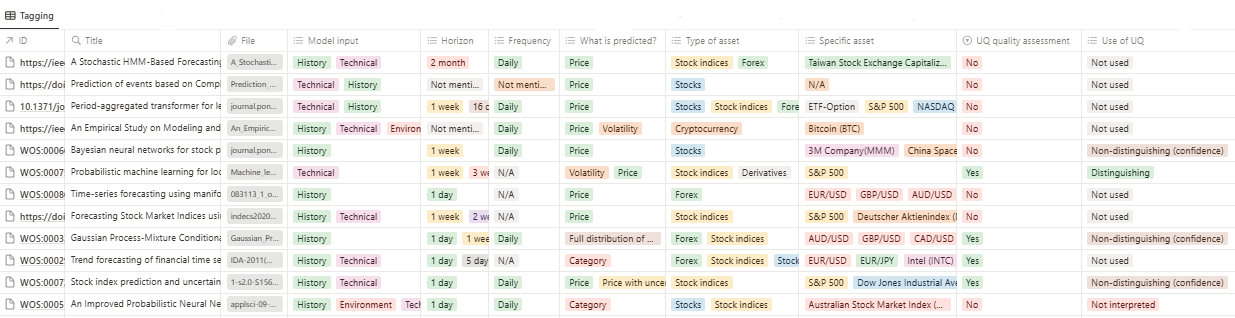 Tagging
ID Title File Model input Horizon Frequency What is predicted? Type of asset Specific asset UQ quality assessment Use of UQ
https://iee A Stochastic HMM-Based Forecasting A_Stochasti... History Technical 2 month Daily Price Stock indices Forex Taiwan Stock Exchange Capitaliz... No Not used
https://doi Prediction of events based on Compl Prediction_... Technical History Not menti... Not menti... Price Stocks N/A No Not used
10.1371/jo Period-aggregated transformer for le journal.pon... Technical History 1 week 16 d Daily Price Stocks Stock indices Fore ETF-Option S&P 500 NASDAQ No Not used
https://iee An Empirical Study on Modeling and An_Empiric... History Technical Environ Not menti... Daily Price Volatility Cryptocurrency Bitcoin (BTC) No Not used
WOS:0006 Bayesian neural networks for stock p journal.pon... History 1 week Daily Price Stocks 3M Company(MMM) China Space No Non-distinguishing (confidence)
WOS:0007 Probabilistic machine learning for loc Machine_le... Technical 1 week 3 we N/A Volatility Price Stock indices Derivatives S&P 500 Yes Distinguishing
WOS:0008 Time-series forecasting using manifo 083113_1_o... History 1 day N/A Price Forex EUR/USD GBP/USD AUD/USD No Not used
https://doi Forecasting Stock Market Indices usi indecs2020... History Technical 1 week 2 we N/A Price Stock indices S&P 500 Deutscher Aktienindex ( No Not used
WOS:0003 Gaussian Process-Mixture Conditiona Gaussian_Pr... History 1 day 1 wee Daily Full distribution of ... Forex Stock indices AUD/USD GBP/USD CAD/USD Yes Non-distinguishing (confidence)
WOS:0002 Trend forecasting of financial time se IDA-2011(... History Technical 1 day 5 day N/A Category Forex Stock indices Stock EUR/USD EUR/JPY Intel (INTC) Yes Not used
WOS:0007 Stock index prediction and uncertain 1-s2.0-S156... History Technical 1 day Daily Price Price with uncer Stock indices S&P 500 Dow Jones Industrial Ave Yes Non-distinguishing (confidence)
WOS:0005 An Improved Probabilistic Neural Ne applsci-09-... History Environment Tech 1 day Daily Category Stocks Stock indices Australian Stock Market Index (... No Not interpreted